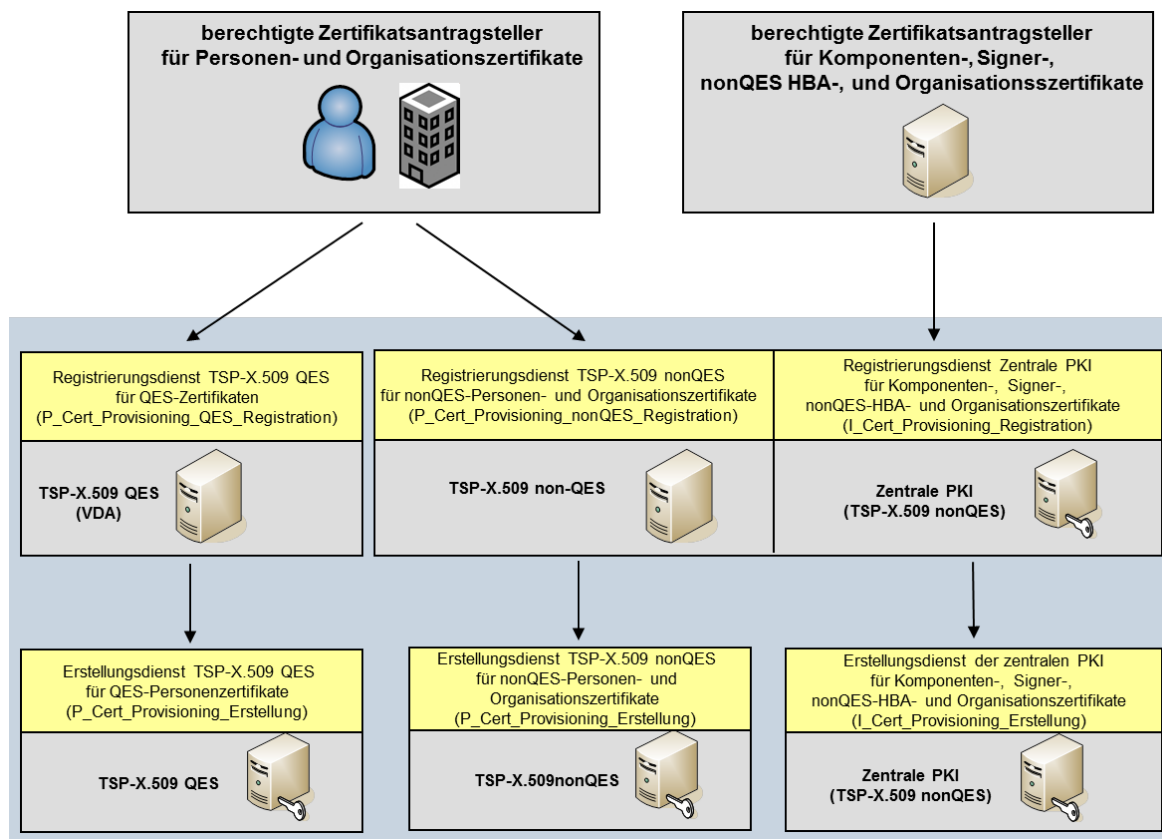 berechtigte Zertifikatsantragsteller
für Personen- und Organisationszertifikate
berechtigte Zertifikatsantragsteller
für Komponenten-, Signer-,
nonQES HBA-, und Organisationsszertifikate
Registrierungsdienst TSP-X.509 QES
für QES-Zertifikaten
(P_Cert_Provisioning_QES_Registration)
TSP-X.509 QES
(VDA)
Registrierungsdienst TSP-X.509 nonQES
für nonQES-Personen- und Organisationszertifikate
(P_Cert_Provisioning_nonQES_Registration)
TSP-X.509 non-QES
Registrierungsdienst Zentrale PKI
für Komponenten-, Signer-,
nonQES-HBA- und Organisationszertifikate
(I_Cert_Provisioning_Registration)
Zentrale PKI
(TSP-X.509 nonQES)
Erstellungsdienst TSP-X.509 QES
für QES-Personenzertifikate
(P_Cert_Provisioning_Erstellung)
TSP-X.509 QES
Erstellungsdienst TSP-X.509 nonQES
für nonQES-Personen- und
Organisationszertifikate
(P_Cert_Provisioning_Erstellung)
TSP-X.509nonQES
Erstellungsdienst der zentralen PKI
für Komponenten-, Signer-,
nonQES-HBA- und Organisationszertifikate
(I_Cert_Provisioning_Erstellung)
Zentrale PKI
(TSP-X.509 nonQES)